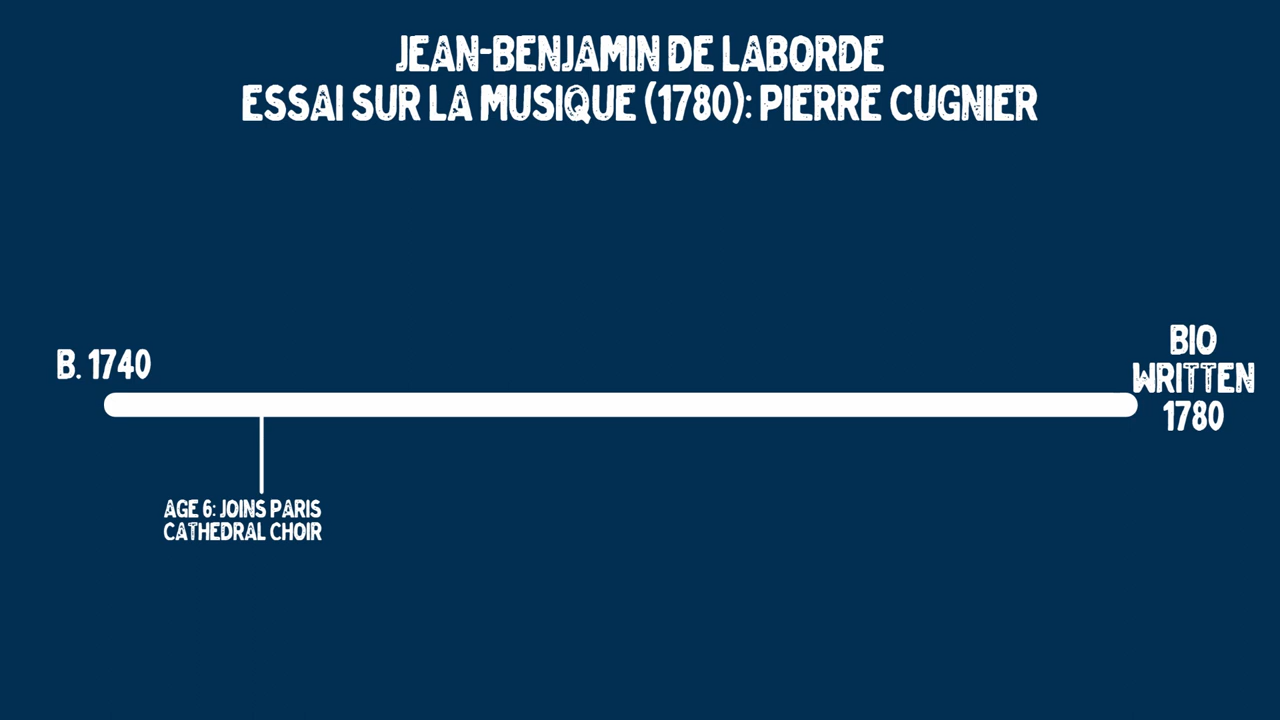 JEAN-BENJAMIN DE LABORDE
ESSAI SUR LA MUSIQUE (1780): PIERRE CUGNIER
B. 1740
BIO
WRITTEN
1780
AGE 6: JOINS PARIS
CATHEDRAL CHOIR